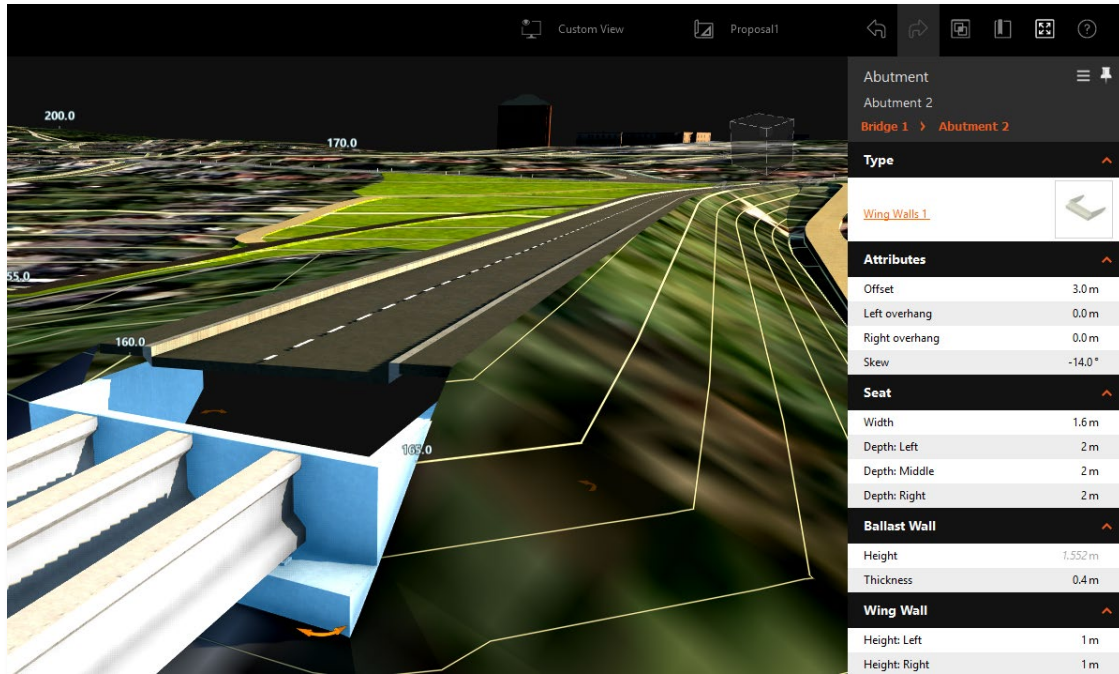 Custom View
Proposal1
200.0
170.0
55.0
160.0
165.0
Abutment
Abutment 2
Bridge 1 > Abutment 2
Type
Wing Walls 1
Attributes
Offset 3.0 m
Left overhang 0.0 m
Right overhang 0.0 m
Skew -14.0°
Seat
Width 1.6 m
Depth: Left 2 m
Depth: Middle 2 m
Depth: Right 2 m
Ballast Wall
Height 1.552 m
Thickness 0.4 m
Wing Wall
Height: Left 1 m
Height: Right 1 m